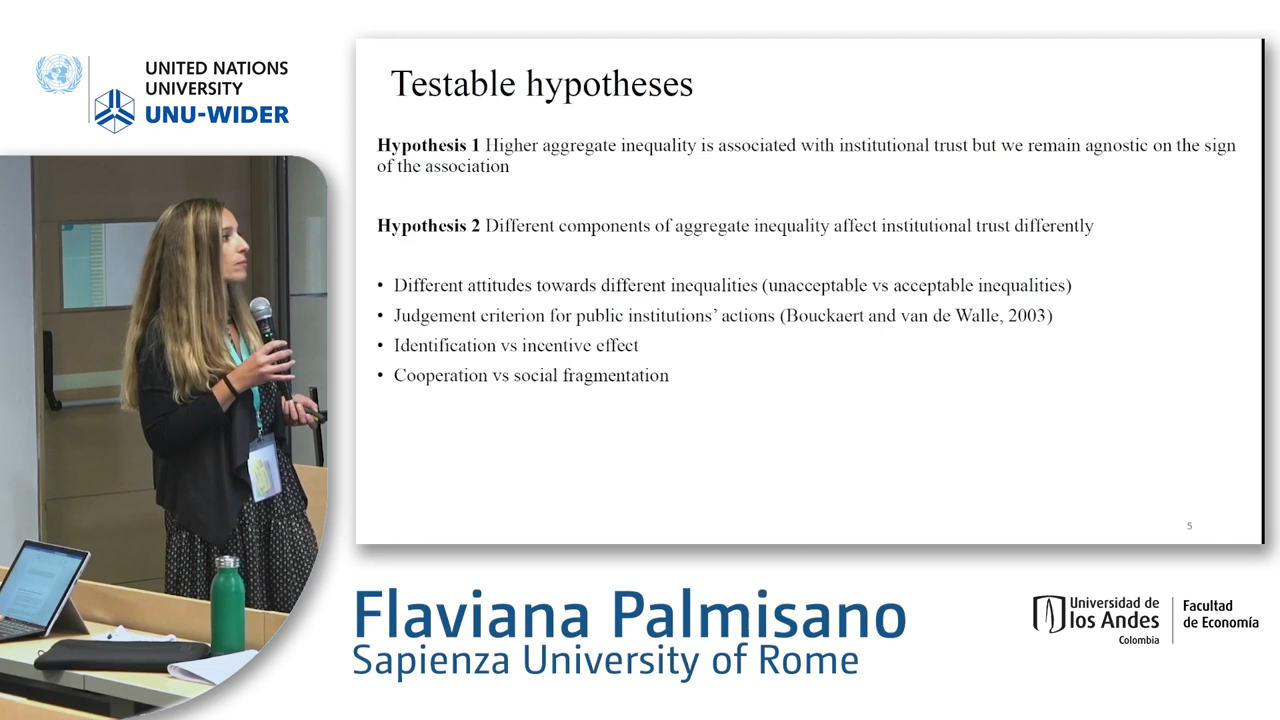 UNITED NATIONS
UNIVERSITY
UNU-WIDER
Testable hypotheses
Hypothesis 1 Higher aggregate inequality is associated with institutional trust but we remain agnostic on the sign
of the association
Hypothesis 2 Different components of aggregate inequality affect institutional trust differently
• Different attitudes towards different inequalities (unacceptable vs acceptable inequalities)
• Judgement criterion for public institutions’ actions (Bouckaert and van de Walle, 2003)
• Identification vs incentive effect
• Cooperation vs social fragmentation
5
Flaviana Palmisano
Sapienza University of Rome
Universidad de
los Andes
Colombia
Facultad
de Economía